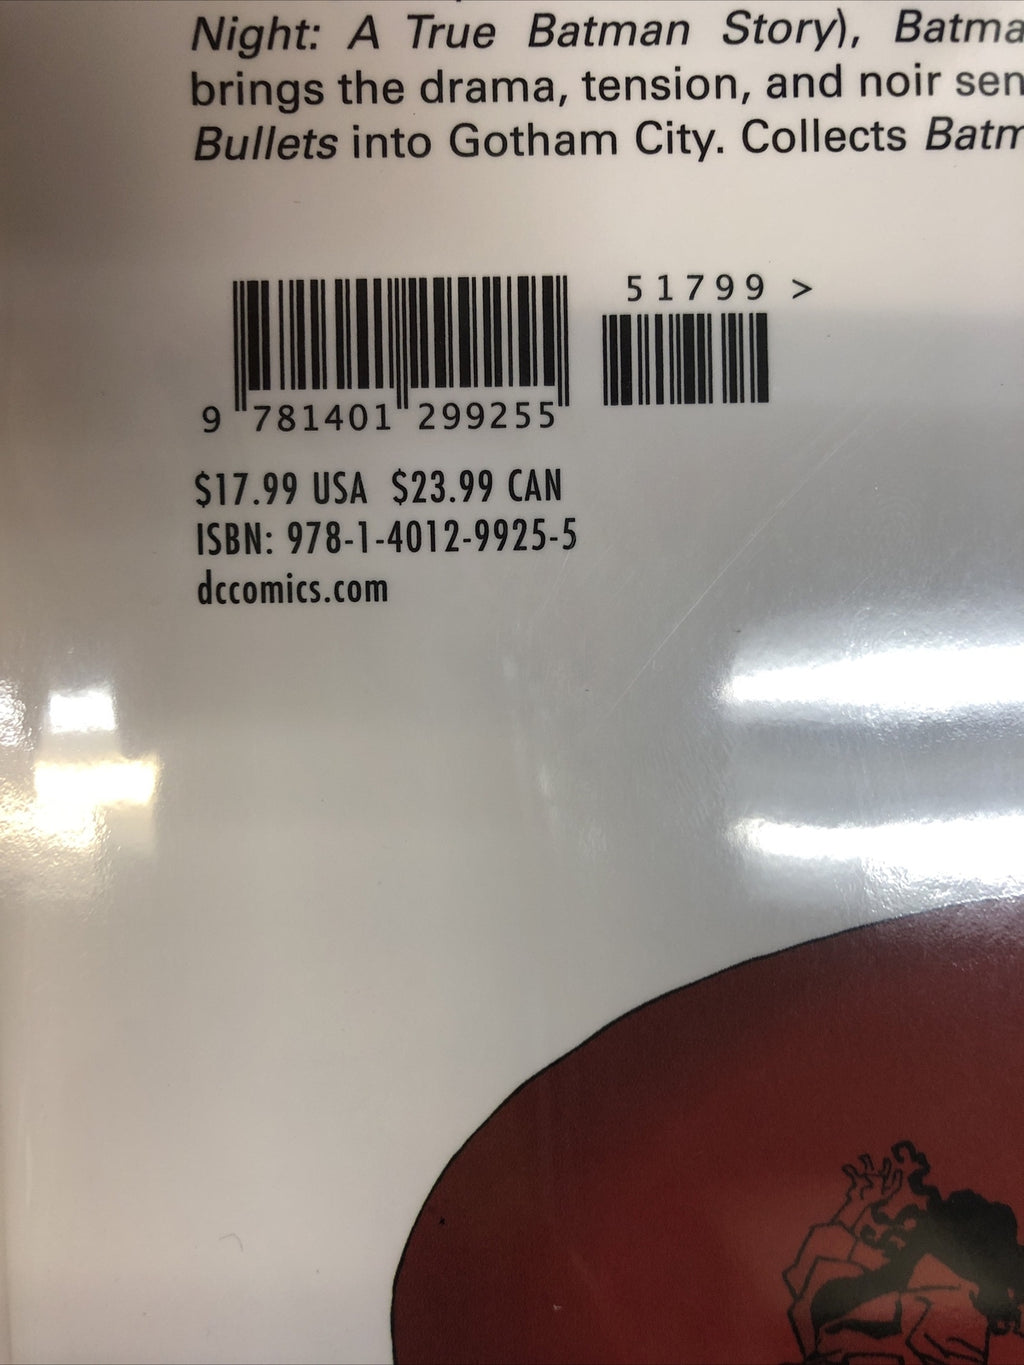 Night: A True Batman Story), Batma
brings the drama, tension, and noir sen
Bullets into Gotham City. Collects Batm
51799 >
9 781401 299255
$17.99 USA $23.99 CAN
ISBN: 978-1-4012-9925-5
dccomics.com